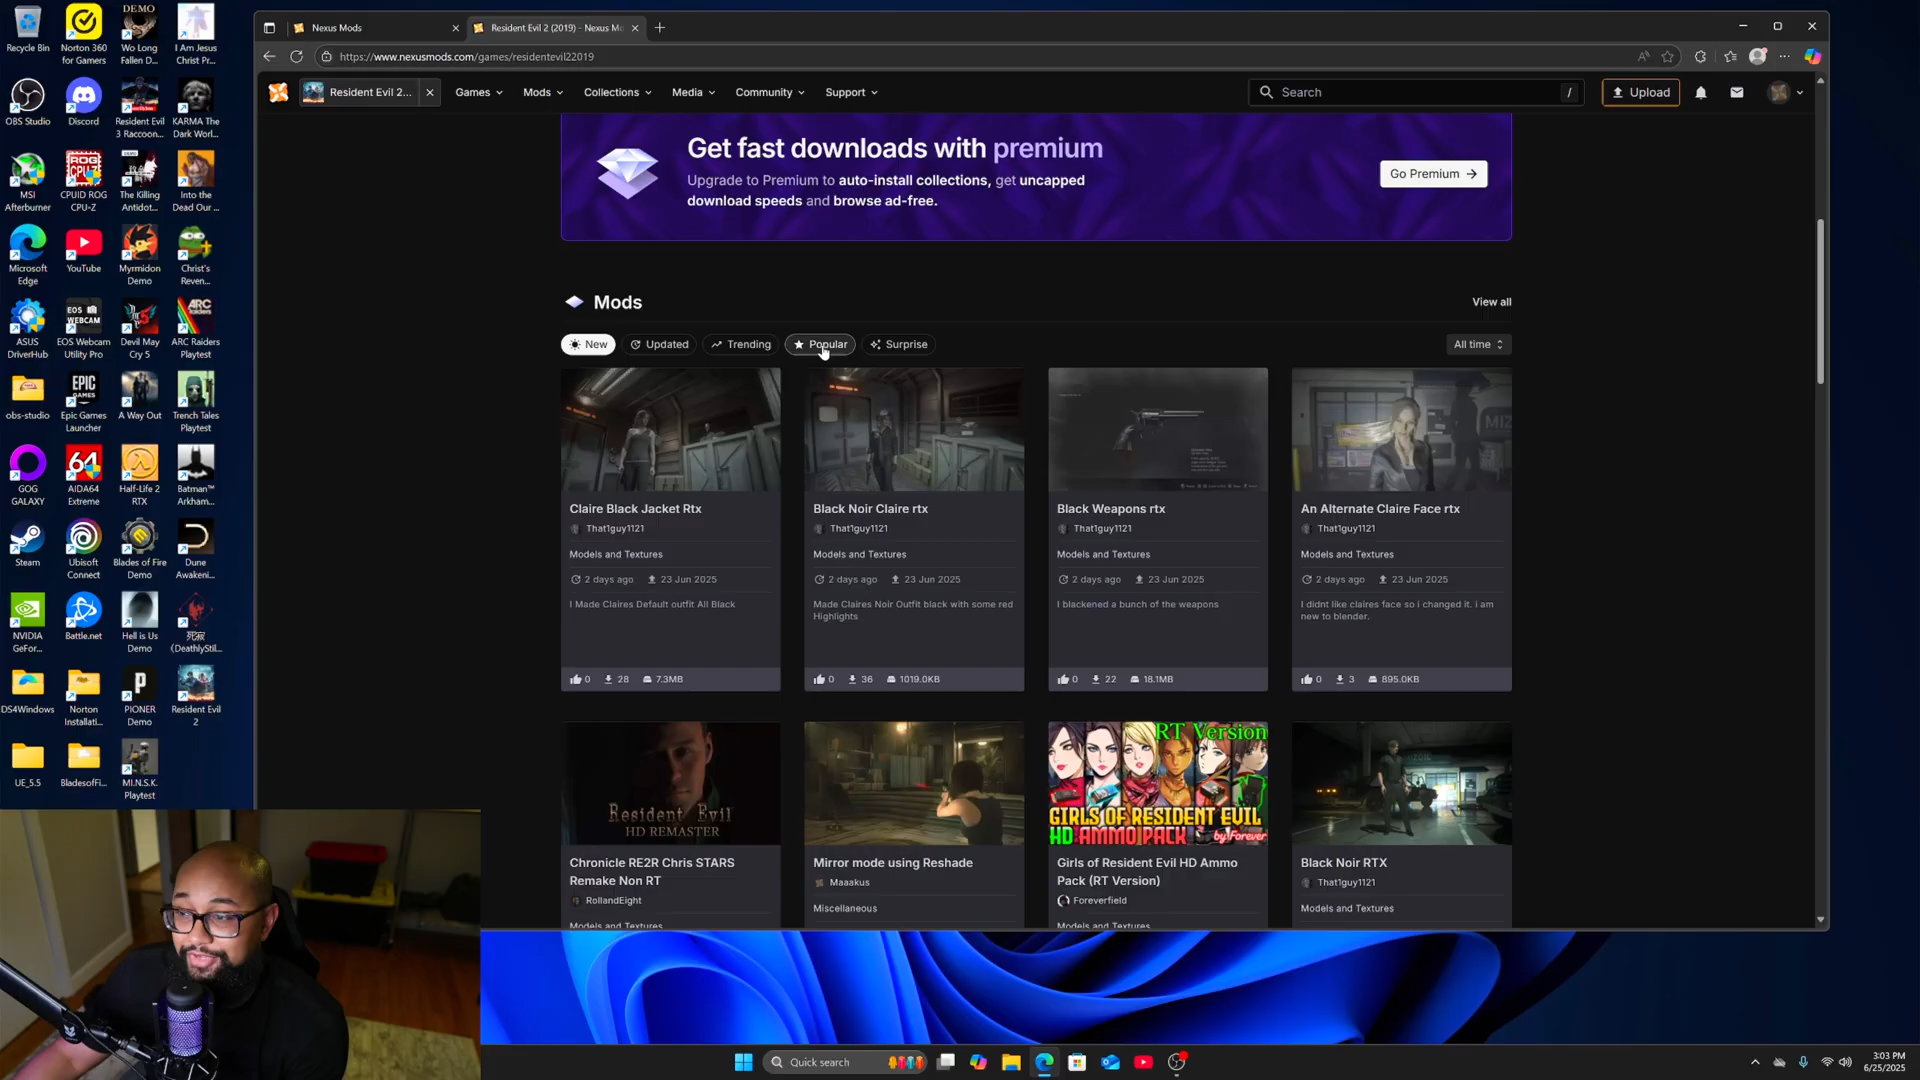 Nexus Mods
Resident Evil 2 (2019) - Nexus Mo
https://www.nexusmods.com/games/residentevil22019
Resident Evil 2...
Games
Mods
Collections
Media
Community
Support
Search
/
Upload
Get fast downloads with premium
Upgrade to Premium to auto-install collections, get uncapped
download speeds and browse ad-free.
Go Premium
Mods
View all
New
Updated
Trending
Popular
Surprise
All time
Claire Black Jacket Rtx
That1guy1121
Models and Textures
2 days ago
23 Jun 2025
I Made Claires Default outfit All Black
0
28
7.3MB
Black Noir Claire rtx
That1guy1121
Models and Textures
2 days ago
23 Jun 2025
Made Claires Noir Outfit black with some red
Highlights
0
36
1019.0KB
Black Weapons rtx
That1guy1121
Models and Textures
2 days ago
23 Jun 2025
I blackened a bunch of the weapons
0
22
18.1MB
An Alternate Claire Face rtx
That1guy1121
Models and Textures
2 days ago
23 Jun 2025
I didnt like claires face so i changed it. i am
new to blender.
0
3
895.0KB
Resident Evil
HD REMASTER
Chronicle RE2R Chris STARS
Remake Non RT
RollandEight
Models and Textures
Mirror mode using Reshade
Maaakus
Miscellaneous
RT Version
GIRLS OF RESIDENT EVIL
HD AMMO PACK
by Forever
Girls of Resident Evil HD Ammo
Pack (RT Version)
Foreverfield
Models and Textures
Black Noir RTX
That1guy1121
Models and Textures
Recycle Bin
Norton 360
for Gamers
DEMO
Wo Long
Fallen D...
I Am Jesus
Christ Pr...
OBS Studio
Discord
Resident Evil
3 Raccoon...
KARMA The
Dark Worl...
MSI
Afterburner
ROG
CPU-Z
CPUID ROG
CPU-Z
The Killing
Antidot...
Into the
Dead Our ...
Microsoft
Edge
YouTube
Myrmidon
Demo
Christ's
Reven...
ASUS
DriverHub
EOS
WEBCAM
EOS Webcam
Utility Pro
Devil May
Cry 5
ARC
Raiders
ARC Raiders
Playtest
obs-studio
EPIC
GAMES
Epic Games
Launcher
A Way Out
Trench Tales
Playtest
GOG
GALAXY
64
AIDA64
Extreme
Half-Life 2
RTX
Batman™
Arkham...
Steam
Ubisoft
Connect
Blades of Fire
Demo
Dune
Awakeni...
NVIDIA
GeFor...
Battle.net
Hell is Us
Demo
死寂
(DeathlyStil...
DS4Windows
Norton
Installati...
PIONER
Demo
Resident Evil
2
UE_5.5
BladesofFi...
M.I.N.S.K.
Playtest
Quick search
3:03 PM
6/25/2025